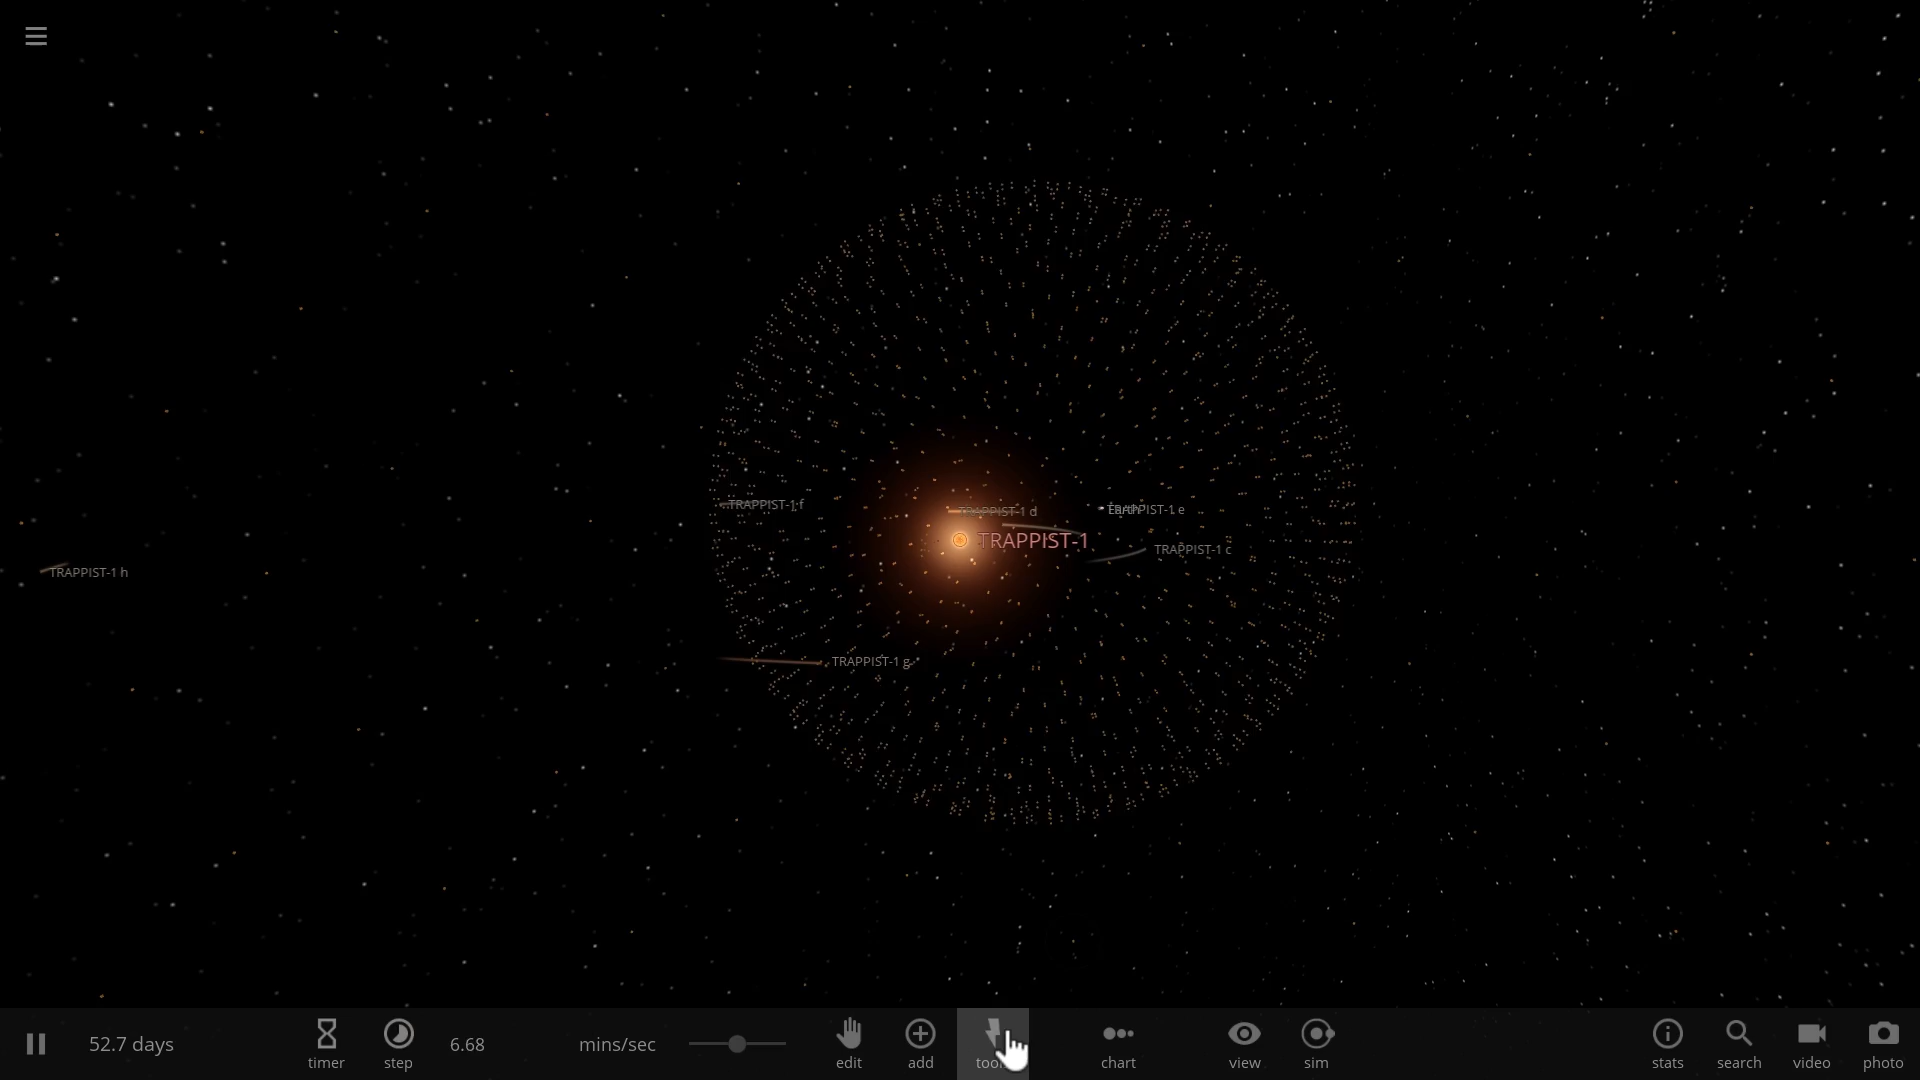 TRAPPIST-1 f
TRAPPIST-1 d
Earth
TRAPPIST-1 e
TRAPPIST-1
TRAPPIST-1 c
TRAPPIST-1 h
TRAPPIST-1 g
52.7 days
timer
step
6.68
mins/sec
edit
add
chart
view
sim
stats
search
video
photo